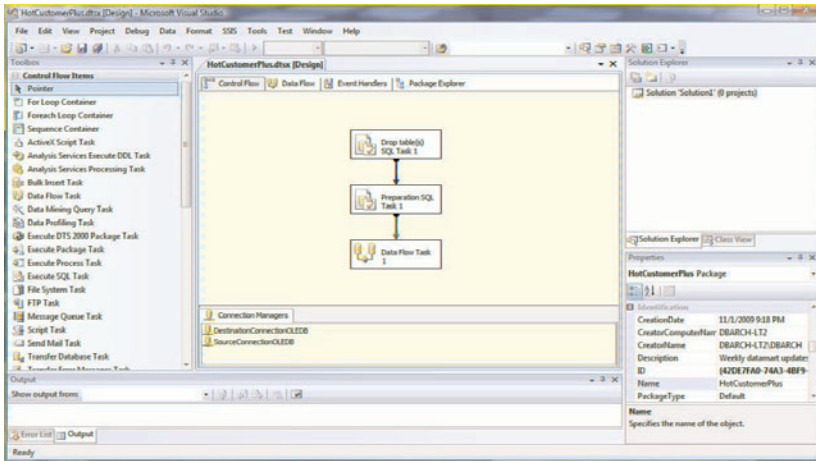 HotCustomerPlus.dtsx [Design] - Microsoft Visual Studio
File Edit View Project Debug Data Format SSIS Tools Test Window Help
Toolbox
Control Flow Items
Pointer
For Loop Container
Foreach Loop Container
Sequence Container
ActiveX Script Task
Analysis Services Execute DDL Task
Analysis Services Processing Task
Bulk Insert Task
Data Flow Task
Data Mining Query Task
Data Profiling Task
Execute DTS 2000 Package Task
Execute Package Task
Execute Process Task
Execute SQL Task
File System Task
FTP Task
Message Queue Task
Script Task
Send Mail Task
Transfer Database Task
Transfer Error Messages Task
HotCustomerPlus.dtsx [Design]
Control Flow Data Flow Event Handlers Package Explorer
Drop table(s)
SQL Task 1
Preparation SQL
Task 1
Data Flow Task
1
Connection Managers
DestinationConnectionOLEDB
SourceConnectionOLEDB
Solution Explorer
Solution 'Solution1' (0 projects)
Solution Explorer Class View
Properties
HotCustomerPlus Package
Identification
CreationDate 11/1/2009 9:18 PM
CreatorComputerNam DBARCH-LT2
CreatorName DBARCH-LT2\DBARCH
Description Weekly datamart update:
ID {42DE7FA0-74A3-4BF9-
Name HotCustomerPlus
PackageType Default
Name
Specifies the name of the object.
Output
Show output from:
Error List Output
Ready